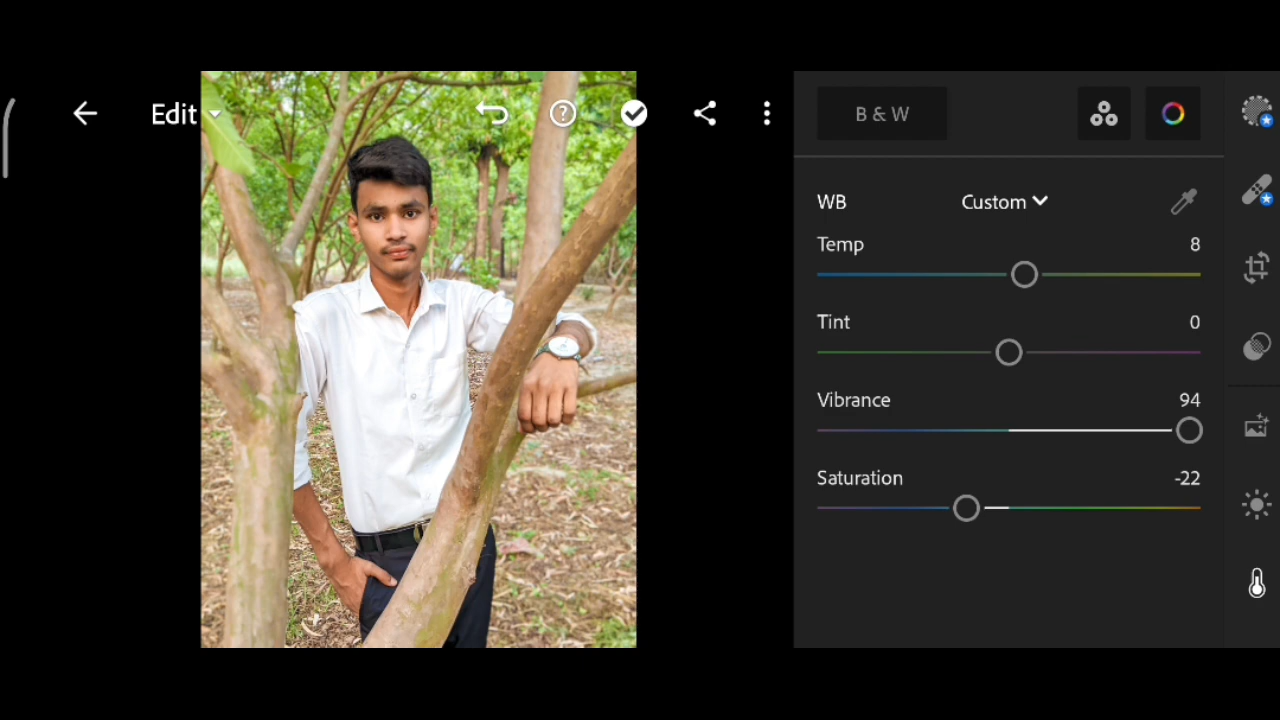 Edit
B & W
WB Custom
Temp 8
Tint 0
Vibrance 94
Saturation -22